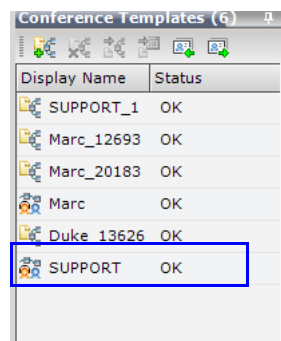 Conference Templates (6)
Display Name Status
SUPPORT_1 OK
Marc_12693 OK
Marc_20183 OK
Marc OK
Duke_13626 OK
SUPPORT OK